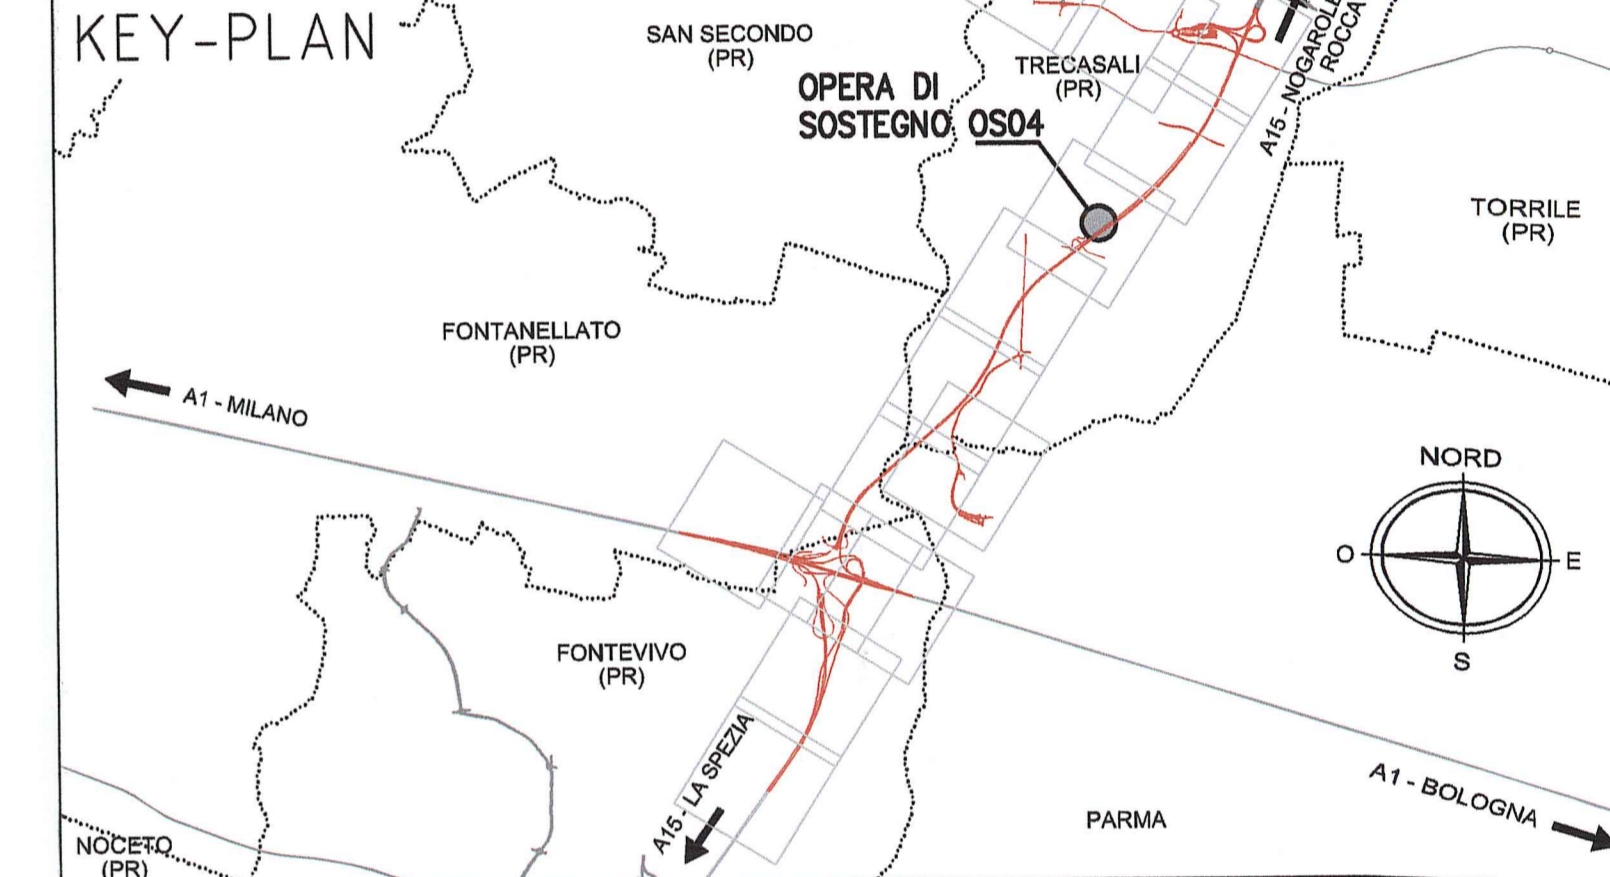 KEY-PLAN
SAN SECONDO
(PR)
TRECASALI
(PR)
OPERA DI
SOSTEGNO OS04
A15 - NOGAROLE
ROCCA
TORRILE
(PR)
FONTANELLATO
(PR)
A1 - MILANO
NORD
O
E
S
FONTEVIVO
(PR)
A15 - LA SPEZIA
A1 - BOLOGNA
PARMA
NOCETO
(PR)